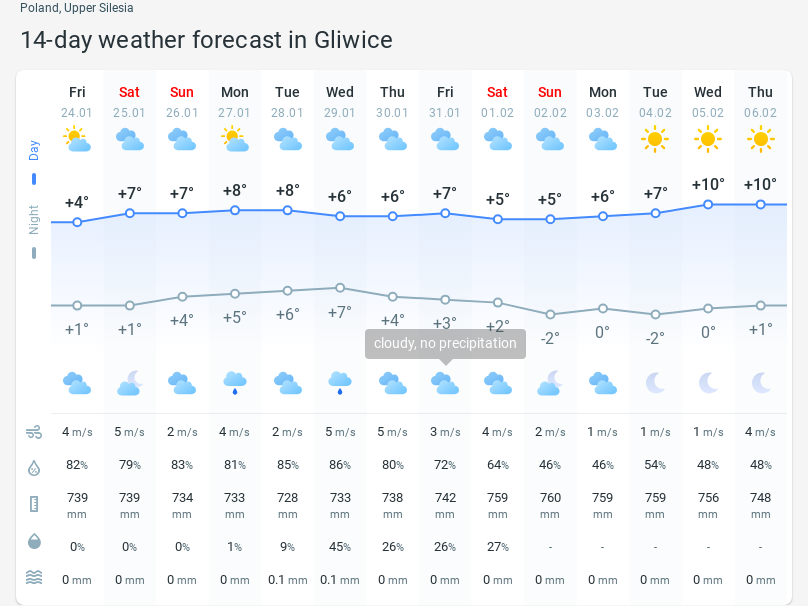 Poland, Upper Silesia
14-day weather forecast in Gliwice
Fri Sat Sun Mon Tue Wed Thu Fri Sat Sun Mon Tue Wed Thu
24.01 25.01 26.01 27.01 28.01 29.01 30.01 31.01 01.02 02.02 03.02 04.02 05.02 06.02
Day
+4° +7° +7° +8° +8° +6° +6° +7° +5° +5° +6° +7° +10° +10°
Night
+1° +1° +4° +5° +6° +7° +4° +3° +2° -2° 0° -2° 0° +1°
cloudy, no precipitation
4 m/s 5 m/s 2 m/s 4 m/s 2 m/s 5 m/s 5 m/s 3 m/s 4 m/s 2 m/s 1 m/s 1 m/s 1 m/s 4 m/s
82% 79% 83% 81% 85% 86% 80% 72% 64% 46% 46% 54% 48% 48%
739 739 734 733 728 733 738 742 759 760 759 759 756 748
mm mm mm mm mm mm mm mm mm mm mm mm mm mm
0% 0% 0% 1% 9% 45% 26% 26% 27% - - - - -
0 mm 0 mm 0 mm 0 mm 0.1 mm 0.1 mm 0 mm 0 mm 0 mm 0 mm 0 mm 0 mm 0 mm 0 mm